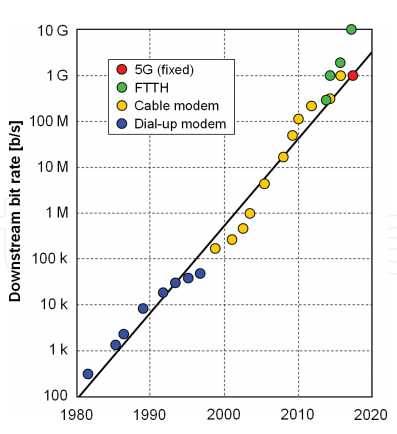 10 G
1 G
100 M
10 M
1 M
100 k
10 k
1 k
100
Downstream bit rate [b/s]
5G (fixed)
FTTH
Cable modem
Dial-up modem
1980 1990 2000 2010 2020